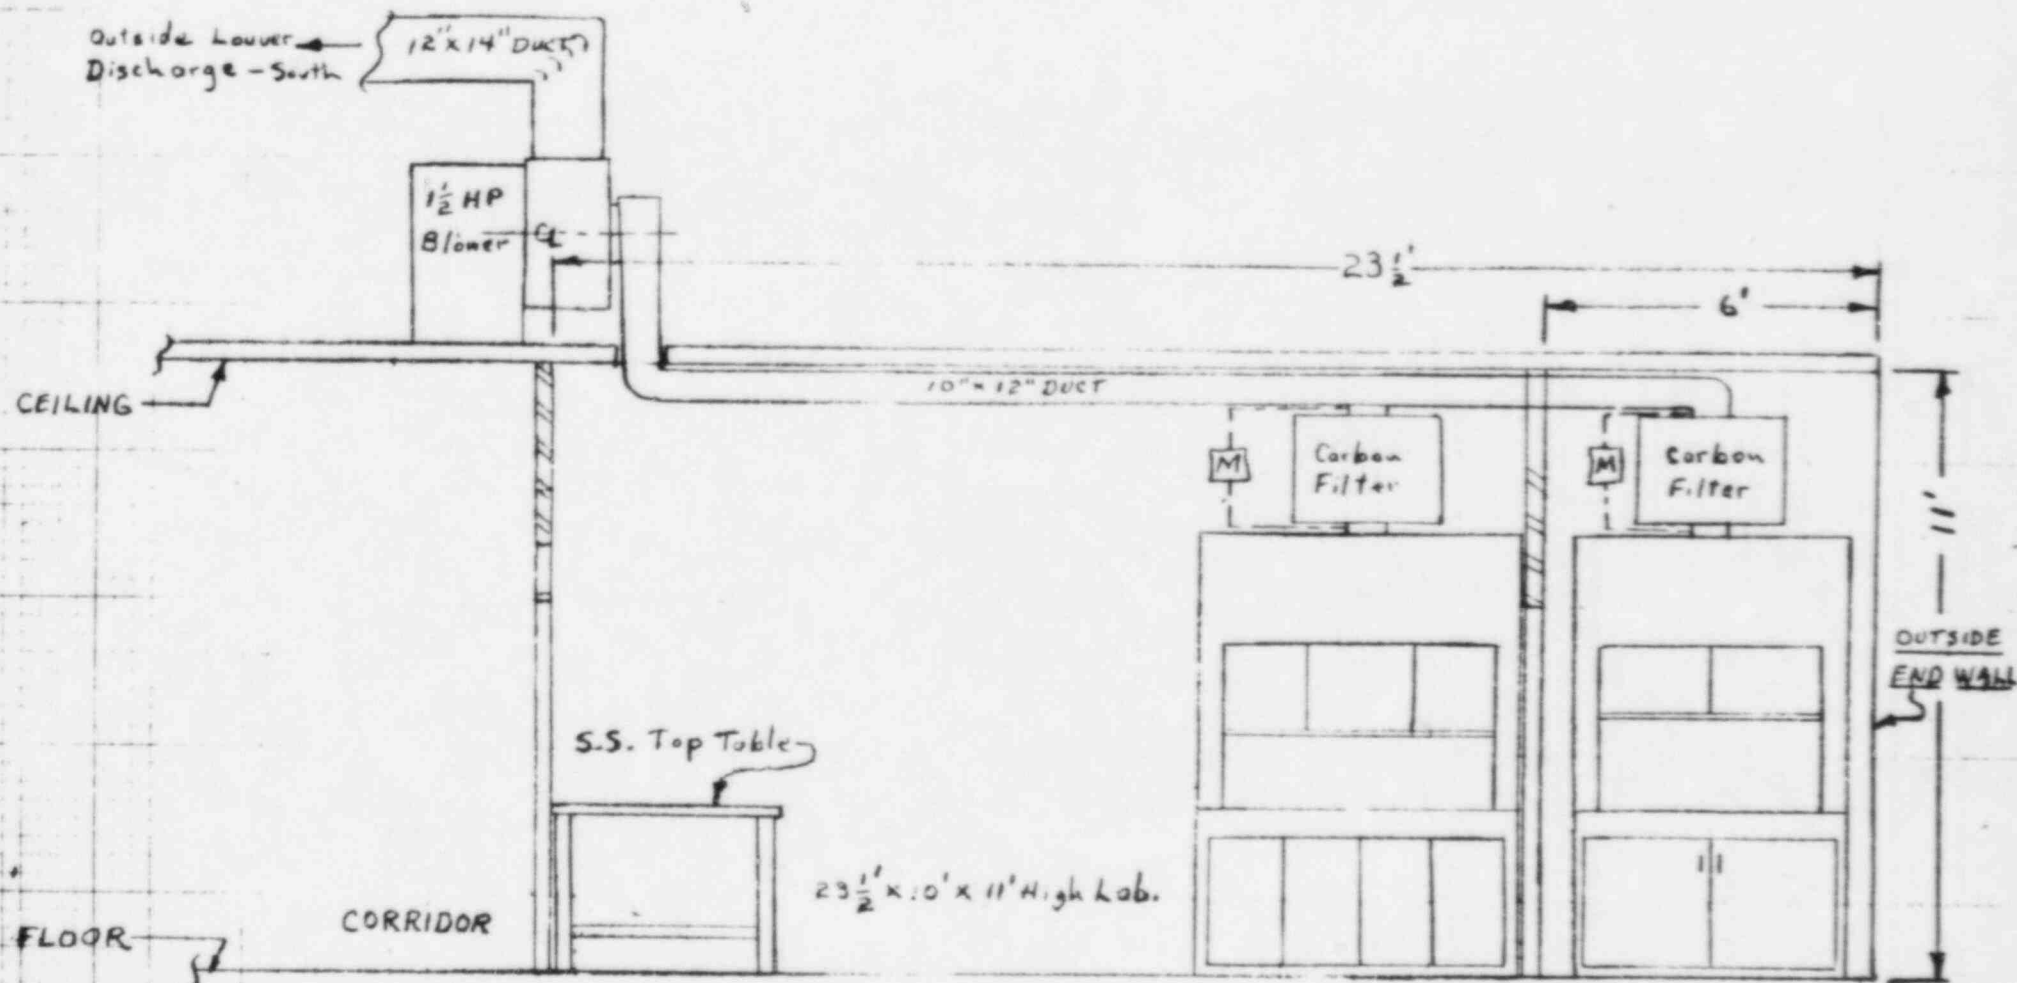 Outside Louver
Discharge - South
12" x 14" DUCT
1½ HP
Blower
CL
23½'
6'
CEILING
10" x 12" DUCT
M
Carbon
Filter
M
Carbon
Filter
11'
OUTSIDE
END WALL
S.S. Top Table
23½' x 10' x 11' High Lab.
CORRIDOR
FLOOR